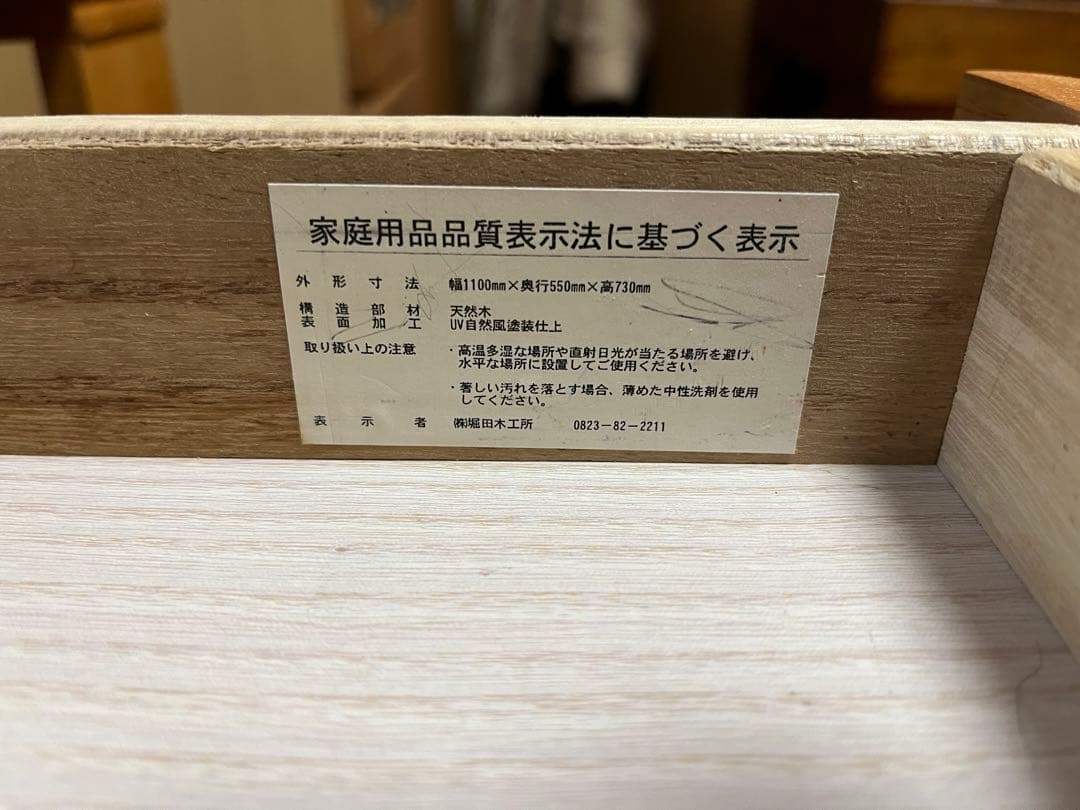 家庭用品品質表示法に基づく表示
外形寸法 幅1100mm×奥行550mm×高730mm
構造部材 天然木
表面加工 UV自然風塗装仕上
取り扱い上の注意 ・高温多湿な場所や直射日光が当たる場所を避け、
水平な場所に設置してご使用ください。
・著しい汚れを落とす場合、薄めた中性洗剤を使用
してください。
表示者 ㈱堀田木工所 0823-82-2211